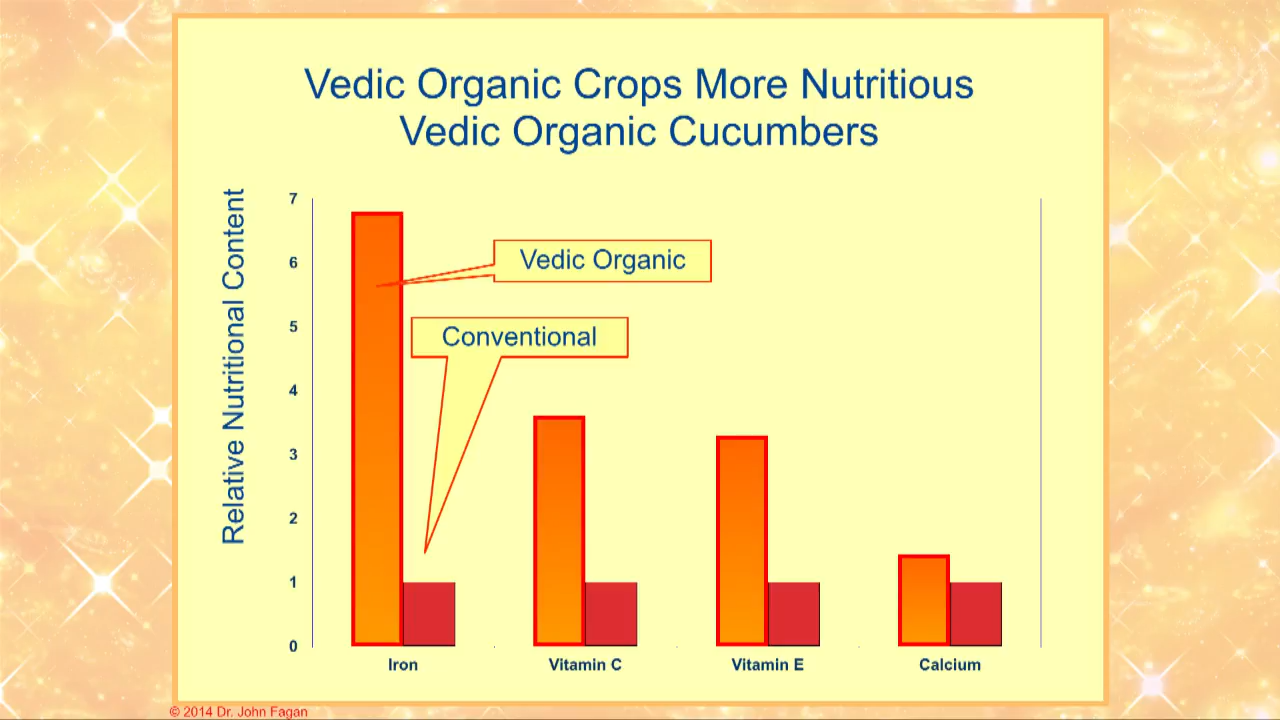 Vedic Organic Crops More Nutritious
Vedic Organic Cucumbers
Relative Nutritional Content
7
6
5
4
3
2
1
0
Vedic Organic
Conventional
Iron
Vitamin C
Vitamin E
Calcium
© 2014 Dr. John Fagan